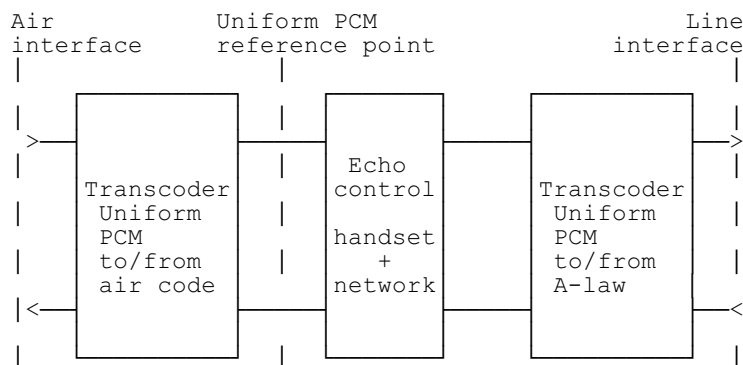 Air
interface
Uniform PCM
reference point
Line
interface
Transcoder
Uniform
PCM
to/from
air code
Echo
control
handset
+
network
Transcoder
Uniform
PCM
to/from
A-law